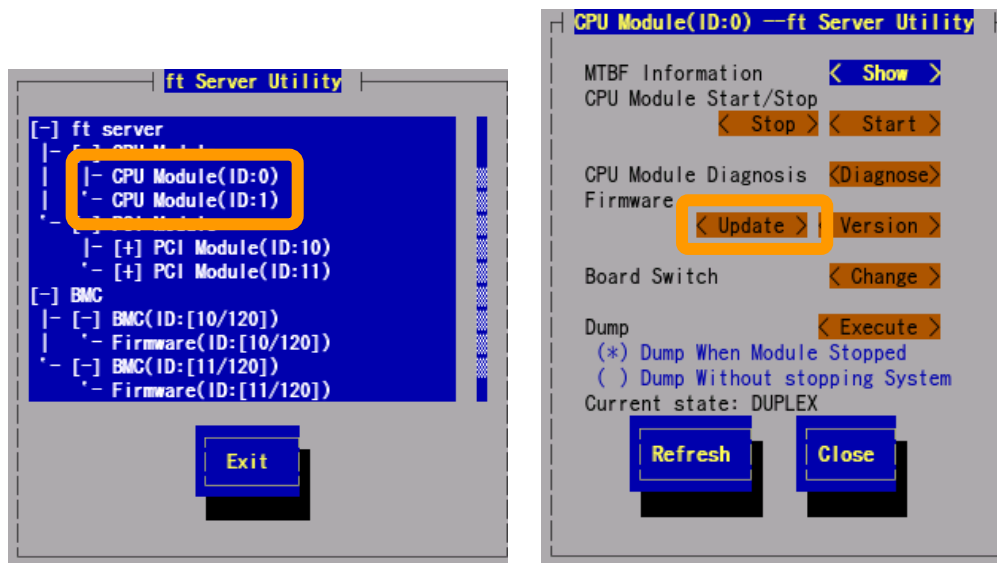 ft Server Utility
[-] ft server
|- CPU Module(ID:0)
| '- CPU Module(ID:1)
|- [+] PCI Module(ID:10)
'- [+] PCI Module(ID:11)
[-] BMC
|- [-] BMC(ID:[10/120])
| '- Firmware(ID:[10/120])
'- [-] BMC(ID:[11/120])
'- Firmware(ID:[11/120])
Exit
CPU Module(ID:0) --ft Server Utility
MTBF Information < Show >
CPU Module Start/Stop
< Stop > < Start >
CPU Module Diagnosis <Diagnose>
Firmware
< Update > < Version >
Board Switch < Change >
Dump < Execute >
(*) Dump When Module Stopped
( ) Dump Without stopping System
Current state: DUPLEX
Refresh Close